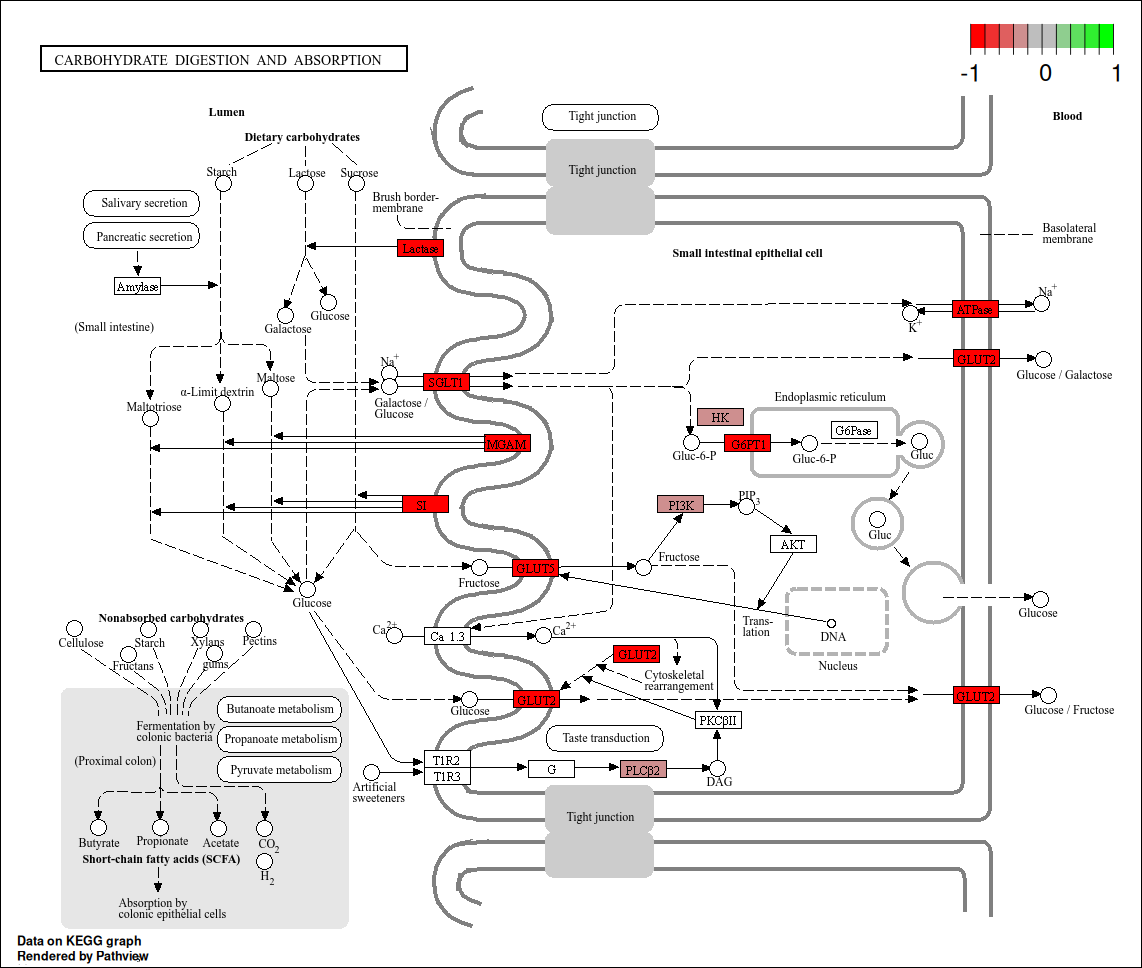 CARBOHYDRATE DIGESTION AND ABSORPTION
-1 0 1
Lumen
Blood
Dietary carbohydrates
Starch
Lactose
Sucrose
Tight junction
Tight junction
Salivary secretion
Pancreatic secretion
Amylase
(Small intestine)
Brush border-
membrane
Lactase
Basolateral
membrane
Small intestinal epithelial cell
Galactose
Glucose
ATPase
Na+
K+
GLUT2
Glucose / Galactose
Maltotriose
α-Limit dextrin
Maltose
Na+
SGLT1
Galactose /
Glucose
Endoplasmic reticulum
HK
G6Pase
G6PT1
Gluc-6-P
Gluc-6-P
Gluc
MGAM
SI
PI3K
PIP3
AKT
Gluc
GLUT5
Fructose
Fructose
Glucose
Glucose
Trans-
lation
DNA
Nucleus
Nonabsorbed carbohydrates
Cellulose
Starch
Xylans
Pectins
Fructans
gums
Ca2+
Ca 1.3
Ca2+
GLUT2
Cytoskeletal
rearrangement
Glucose
GLUT2
GLUT2
Glucose / Fructose
PKCβII
Fermentation by
colonic bacteria
Butanoate metabolism
Propanoate metabolism
Pyruvate metabolism
(Proximal colon)
Taste transduction
T1R2
T1R3
G
PLCβ2
DAG
Artificial
sweeteners
Tight junction
Butyrate
Propionate
Acetate
CO2
H2
Short-chain fatty acids (SCFA)
Absorption by
colonic epithelial cells
Data on KEGG graph
Rendered by Pathview